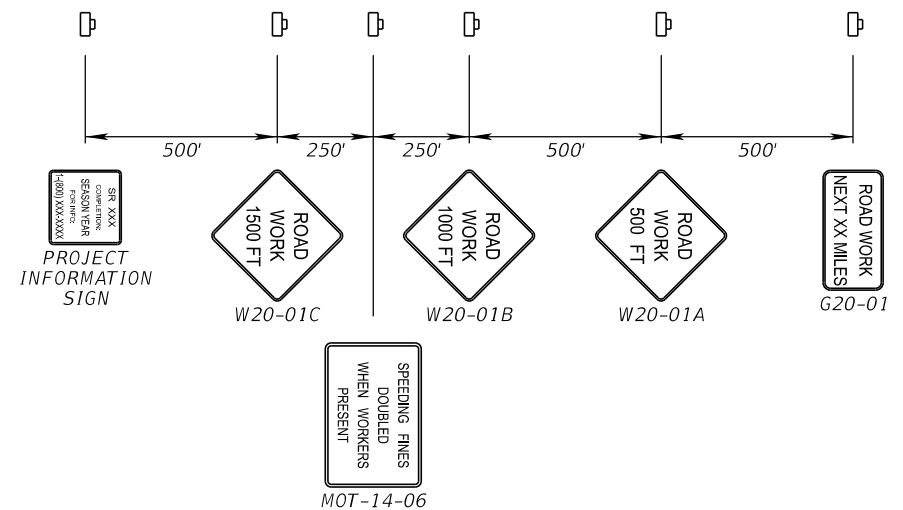 500'
250'
250'
500'
500'
SR XXX
COMPLETION:
SEASON YEAR
FOR INFO:
1-(800) XXX-XXXX
PROJECT
INFORMATION
SIGN
ROAD
WORK
1500 FT
W20-01C
ROAD
WORK
1000 FT
W20-01B
ROAD
WORK
500 FT
W20-01A
ROAD WORK
NEXT XX MILES
G20-01
SPEEDING FINES
DOUBLED
WHEN WORKERS
PRESENT
MOT-14-06